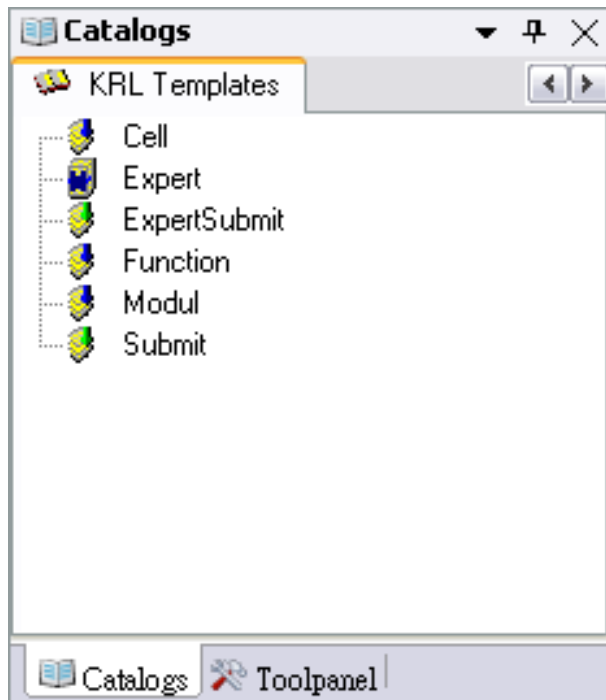 Catalogs
KRL Templates
Cell
Expert
ExpertSubmit
Function
Modul
Submit
Catalogs Toolpanel